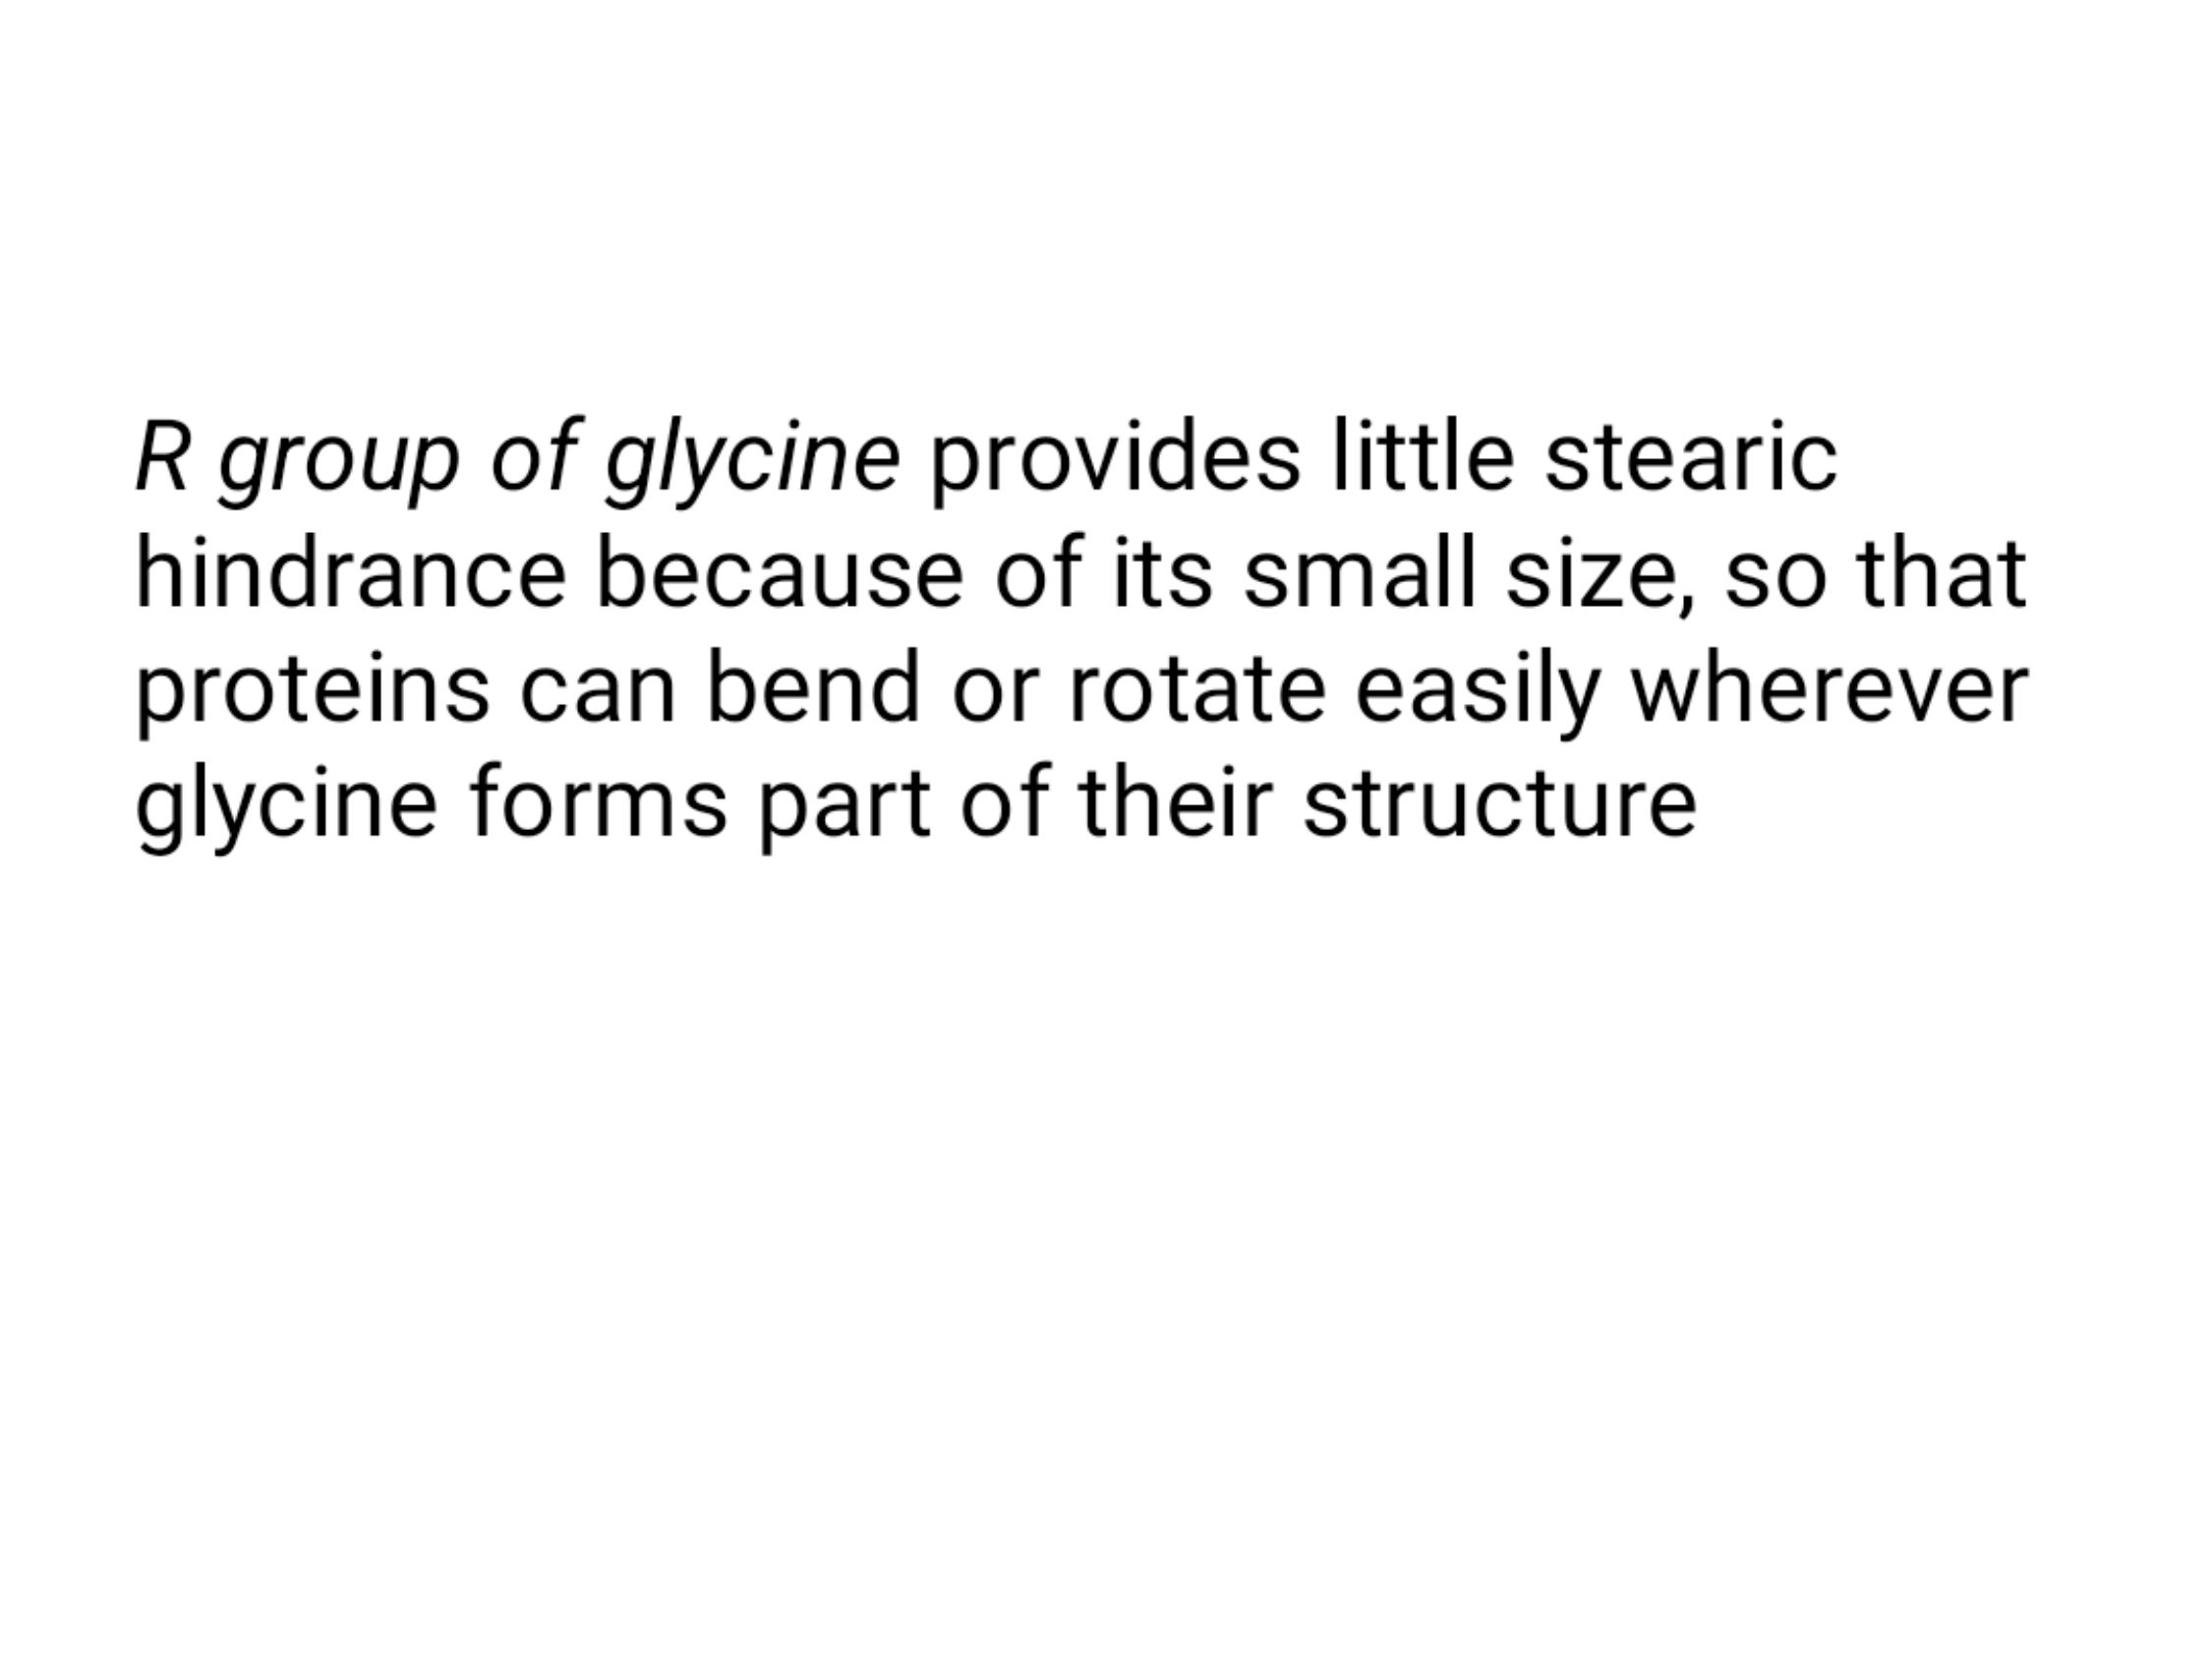 R group of glycine provides little stearic
hindrance because of its small size, so that
proteins can bend or rotate easily wherever
glycine forms part of their structure